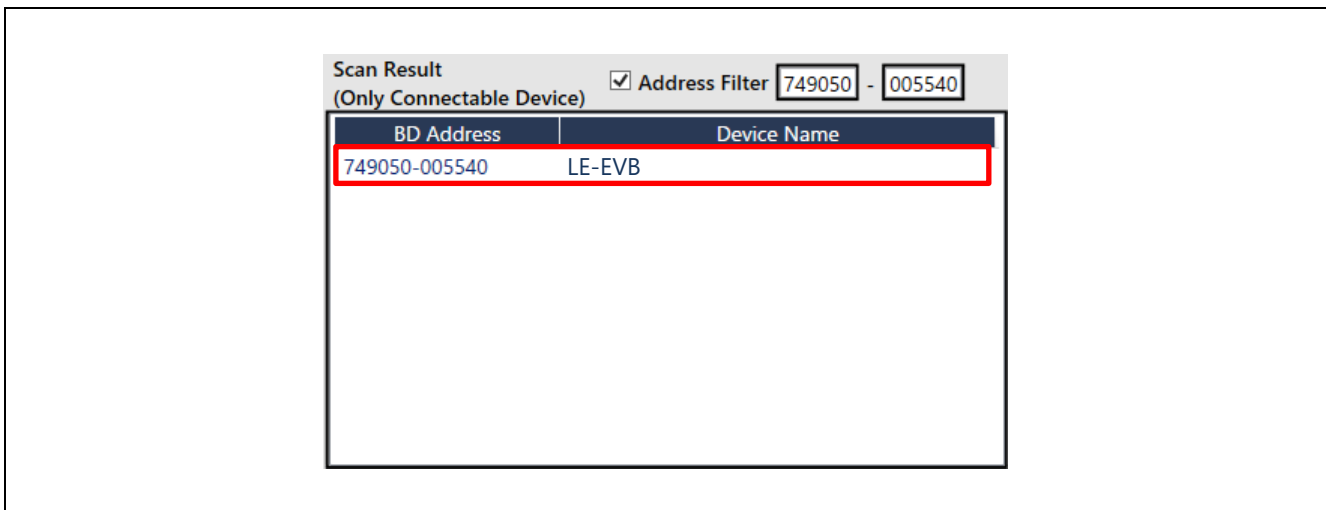 Scan Result
(Only Connectable Device)
Address Filter 749050 - 005540
BD Address Device Name
749050-005540 LE-EVB